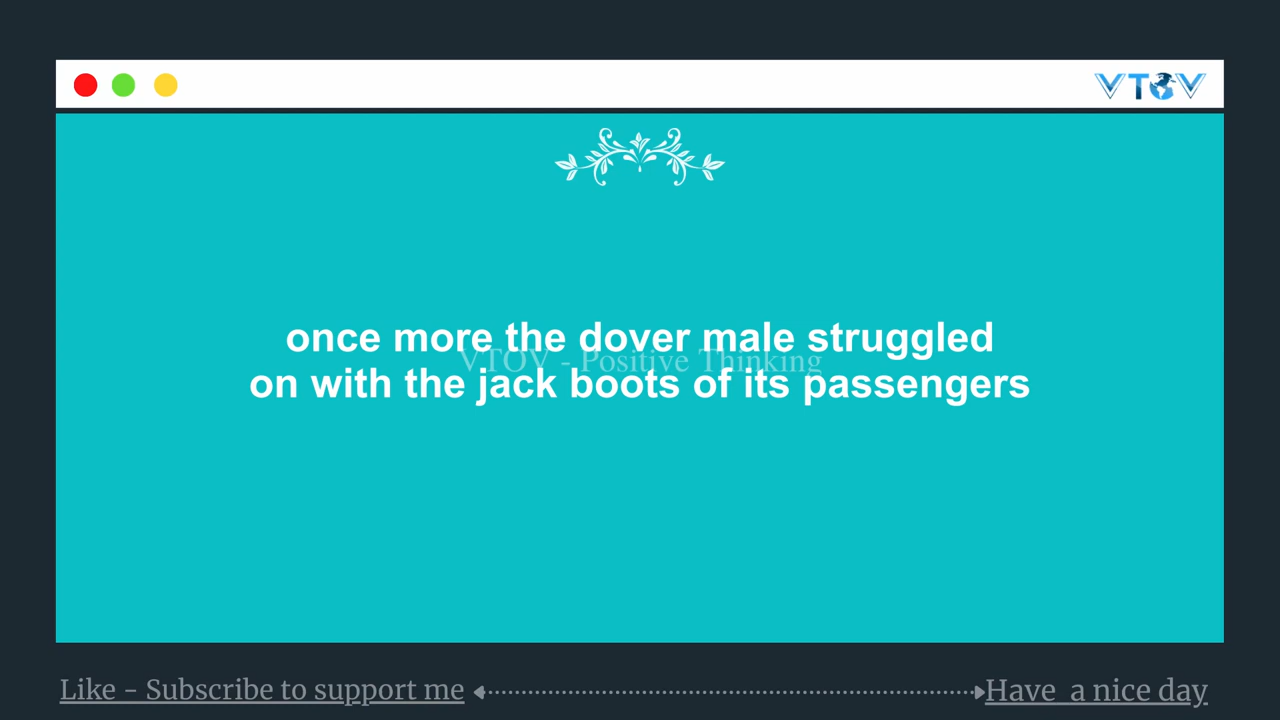 VTOV
once more the dover male struggled
VTOV - Positive Thinking
on with the jack boots of its passengers
Like - Subscribe to support me
Have a nice day